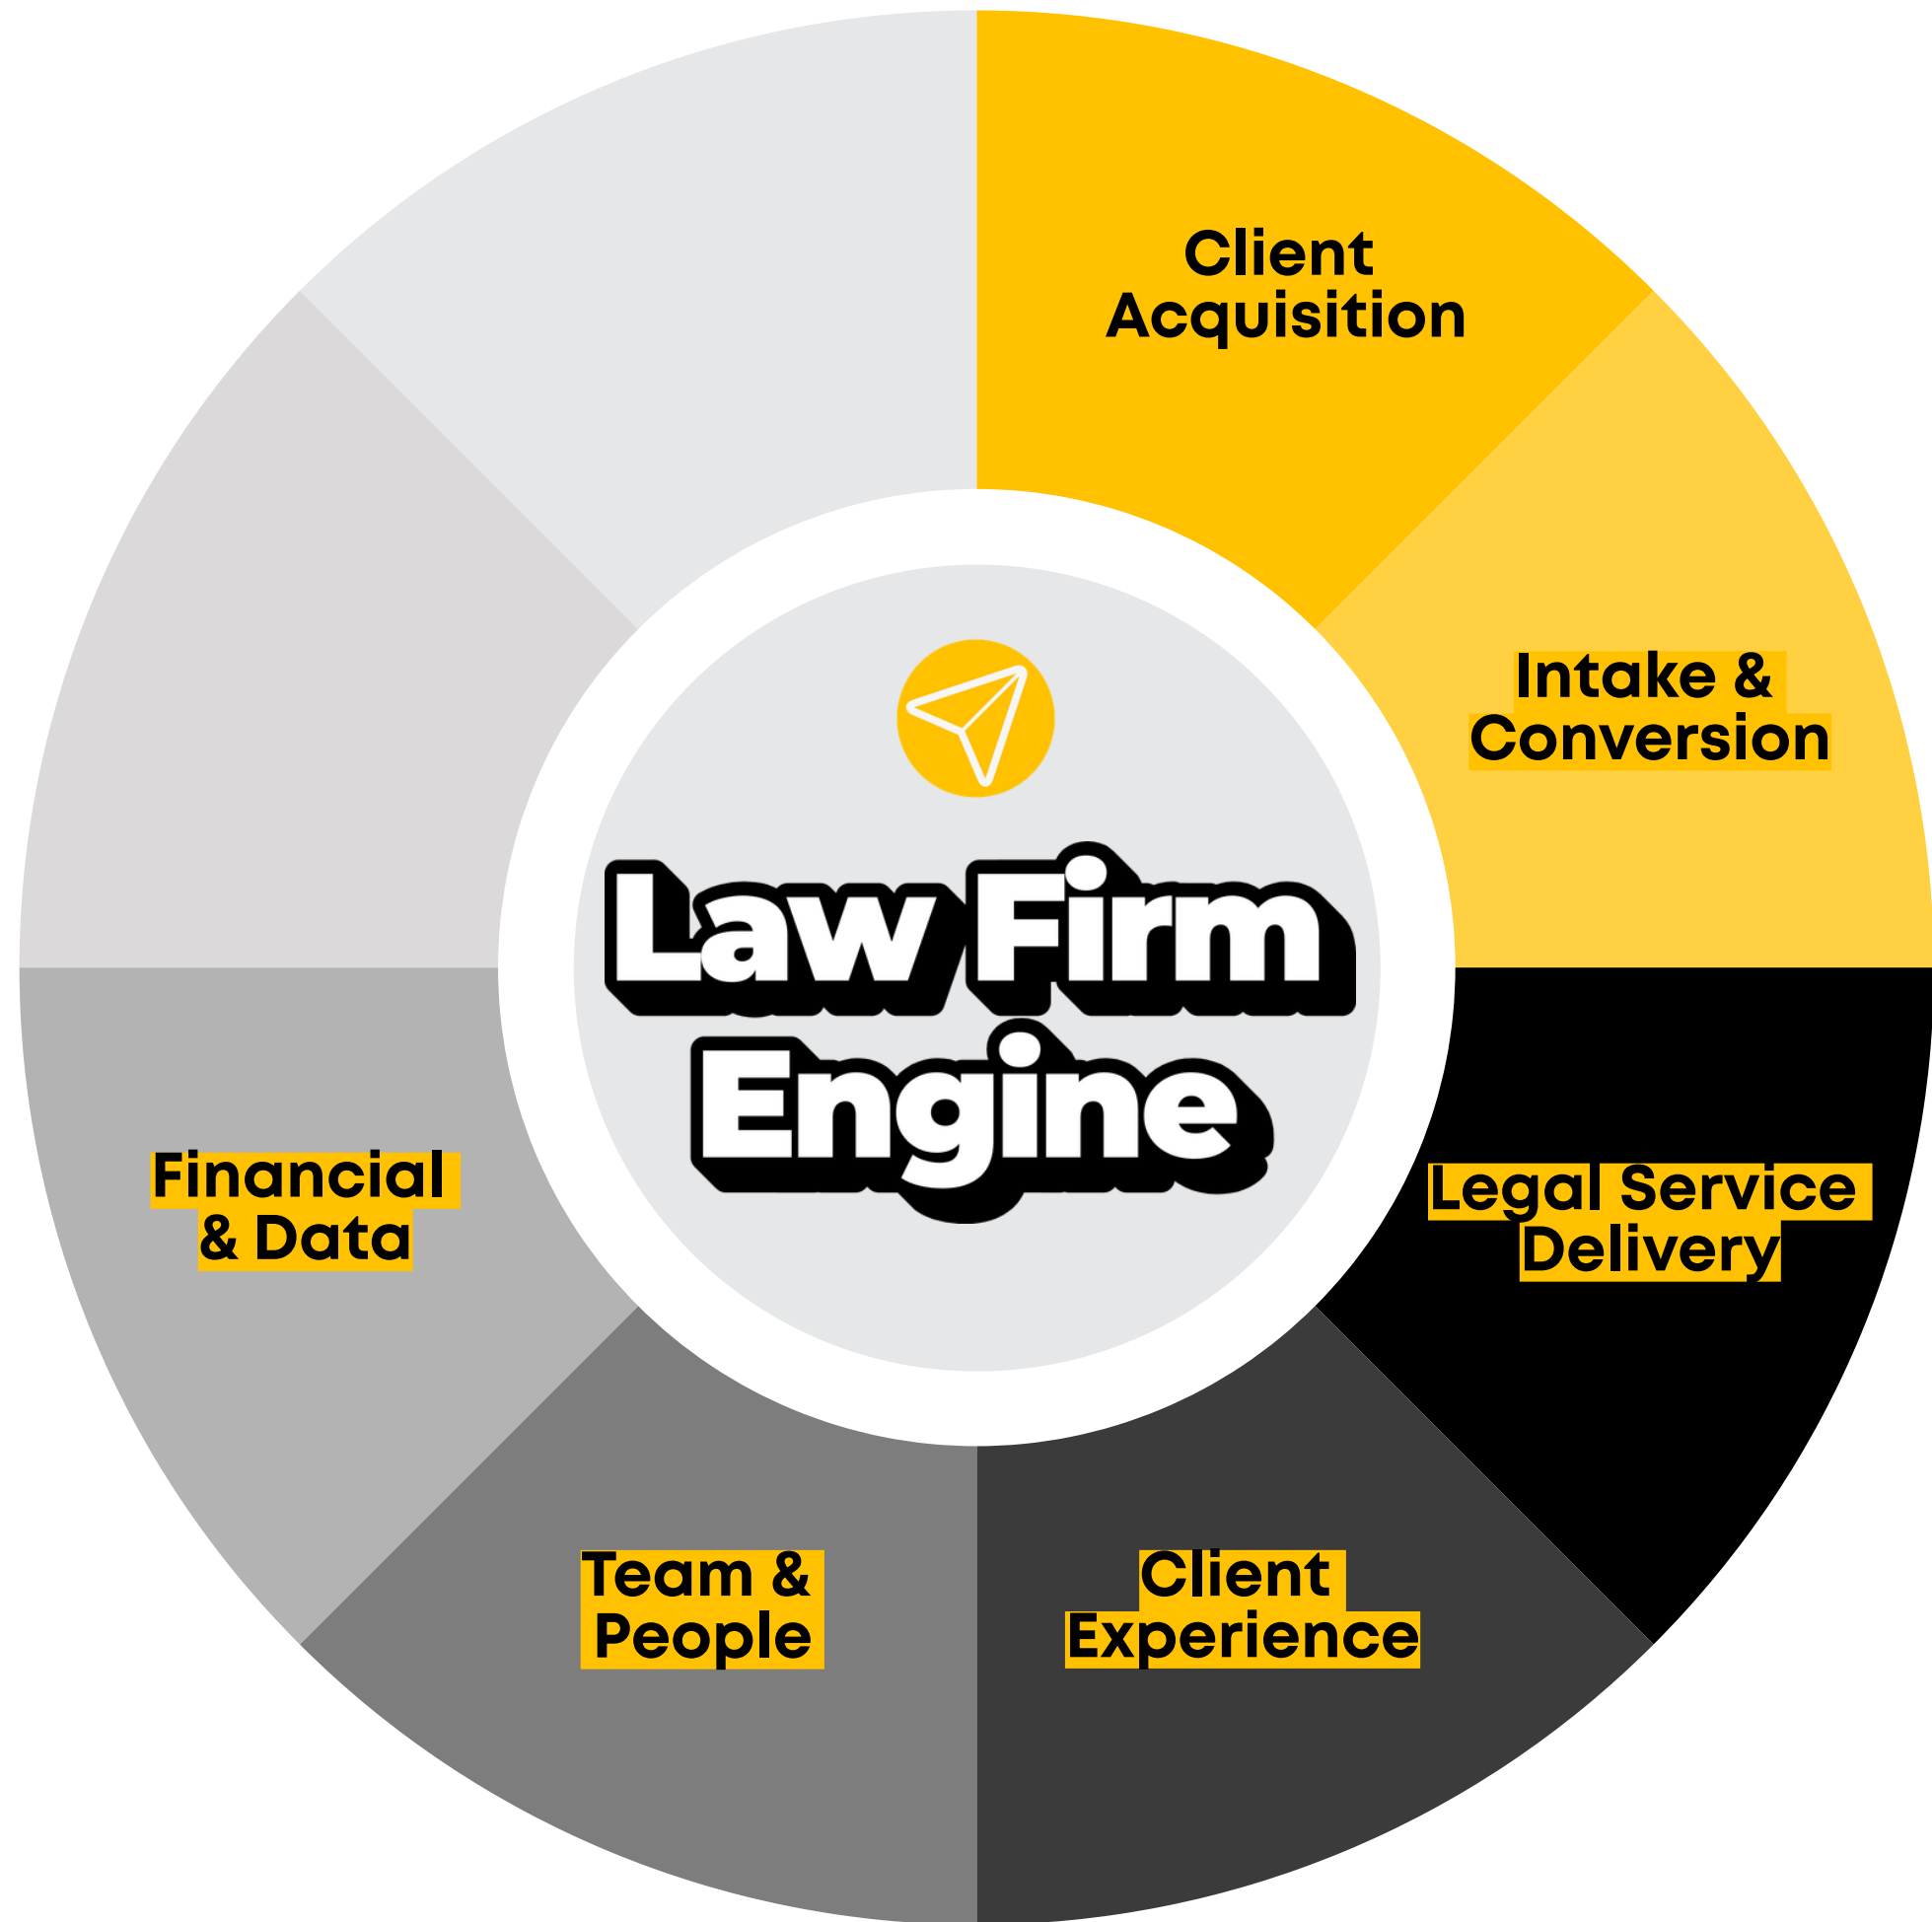 Client
Acquisition
Intake &
Conversion
Law Firm
Engine
Legal Service
Delivery
Financial
& Data
Team &
People
Client
Experience